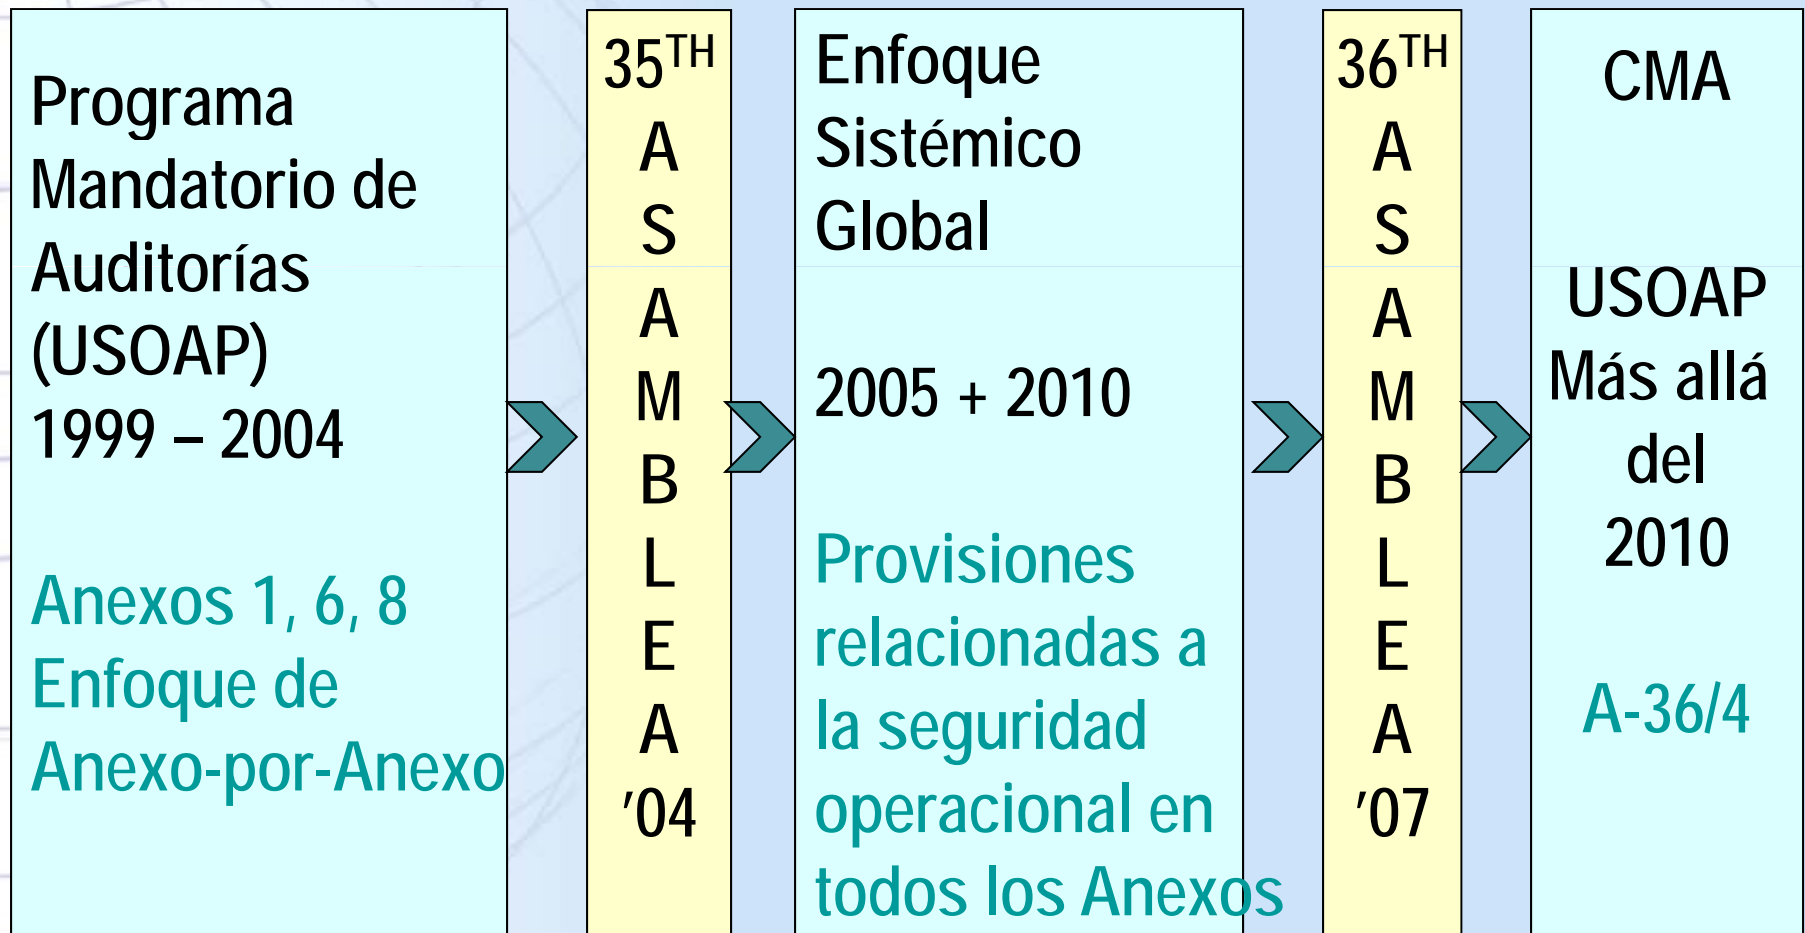 Programa
Mandatorio de
Auditorías
(USOAP)
1999 – 2004
Anexos 1, 6, 8
Enfoque de
Anexo-por-Anexo
35TH
A
S
A
M
B
L
E
A
’04
Enfoque
Sistémico
Global
2005 + 2010
Provisiones
relacionadas a
la seguridad
operacional en
todos los Anexos
36TH
A
S
A
M
B
L
E
A
’07
CMA
USOAP
Más allá
del
2010
A-36/4